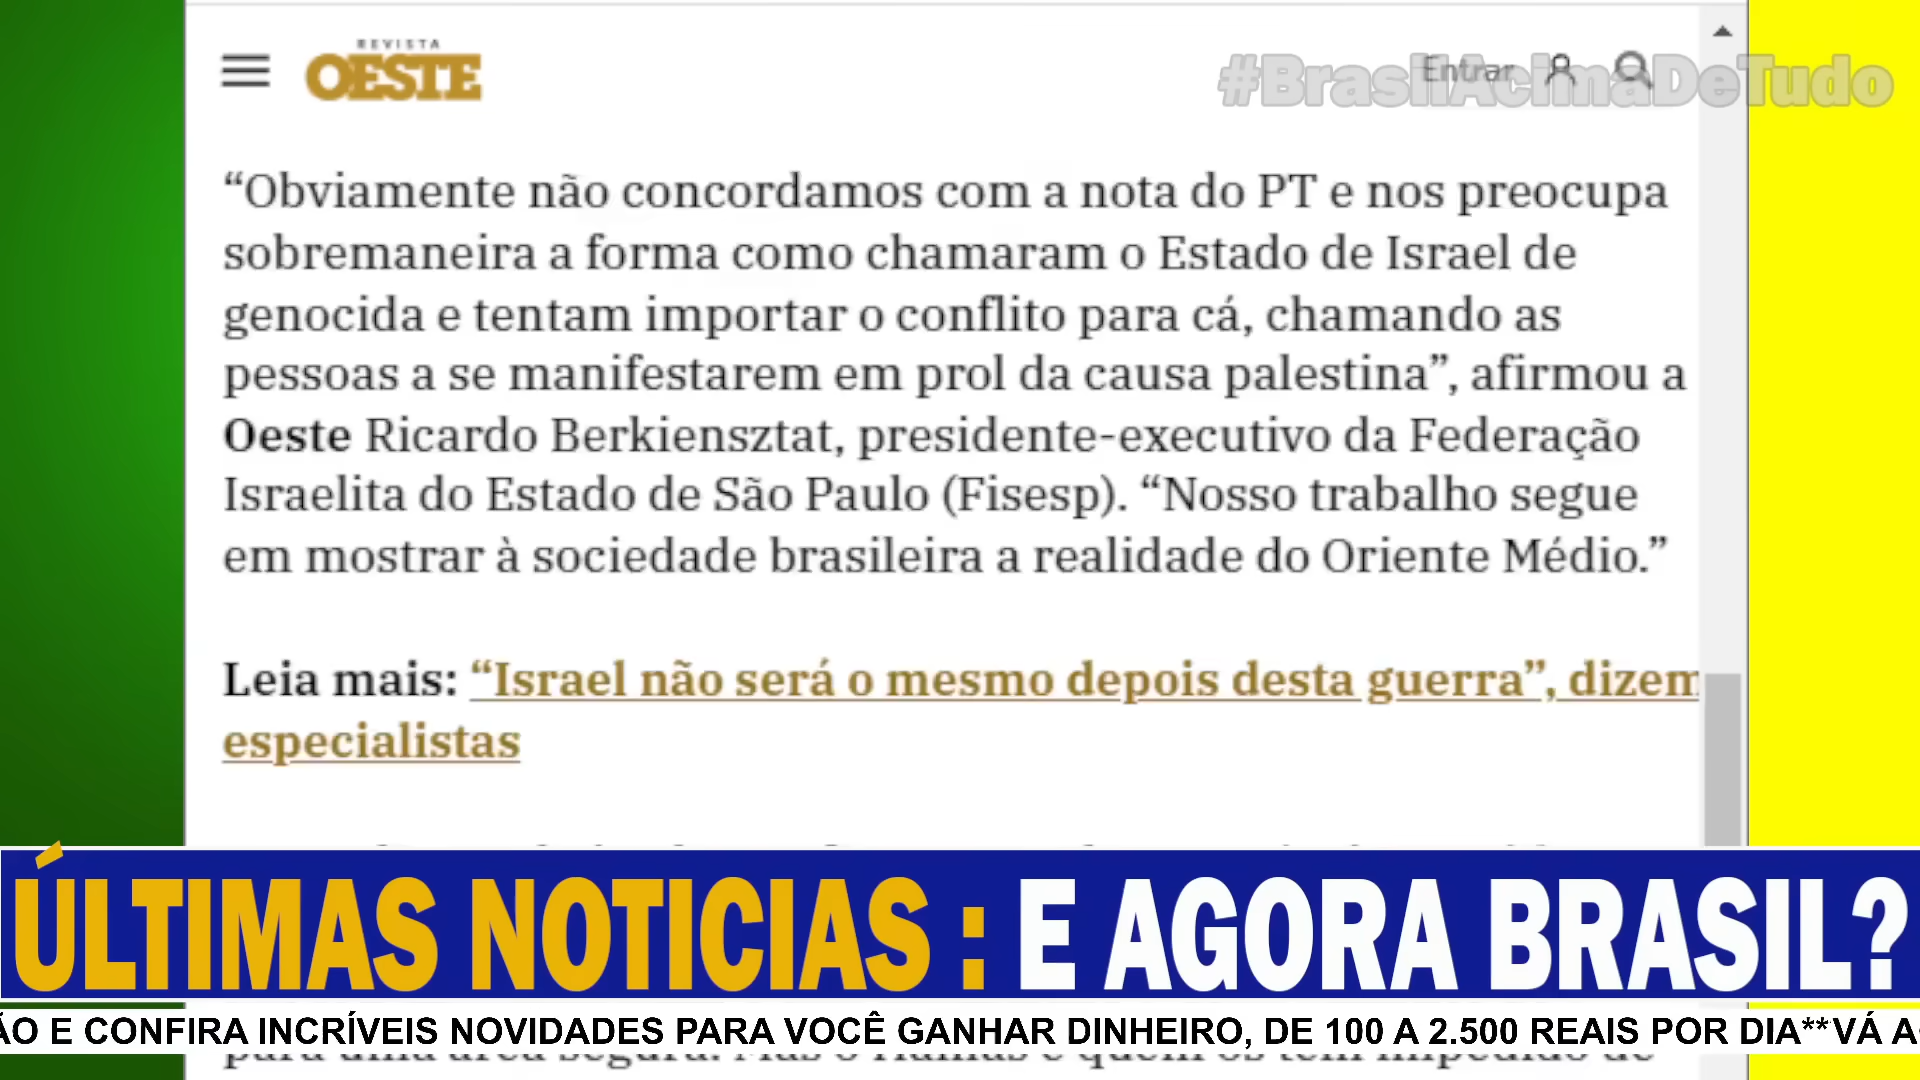 REVISTA
OESTE
Entrar
#BrasilAcimaDeTudo
“Obviamente não concordamos com a nota do PT e nos preocupa
sobremaneira a forma como chamaram o Estado de Israel de
genocida e tentam importar o conflito para cá, chamando as
pessoas a se manifestarem em prol da causa palestina”, afirmou a
Oeste Ricardo Berkiensztat, presidente-executivo da Federação
Israelita do Estado de São Paulo (Fisesp). “Nosso trabalho segue
em mostrar à sociedade brasileira a realidade do Oriente Médio.”
Leia mais: “Israel não será o mesmo depois desta guerra”, dizem
especialistas
ÚLTIMAS NOTICIAS : E AGORA BRASIL?
ÃO E CONFIRA INCRÍVEIS NOVIDADES PARA VOCÊ GANHAR DINHEIRO, DE 100 A 2.500 REAIS POR DIA**VÁ A